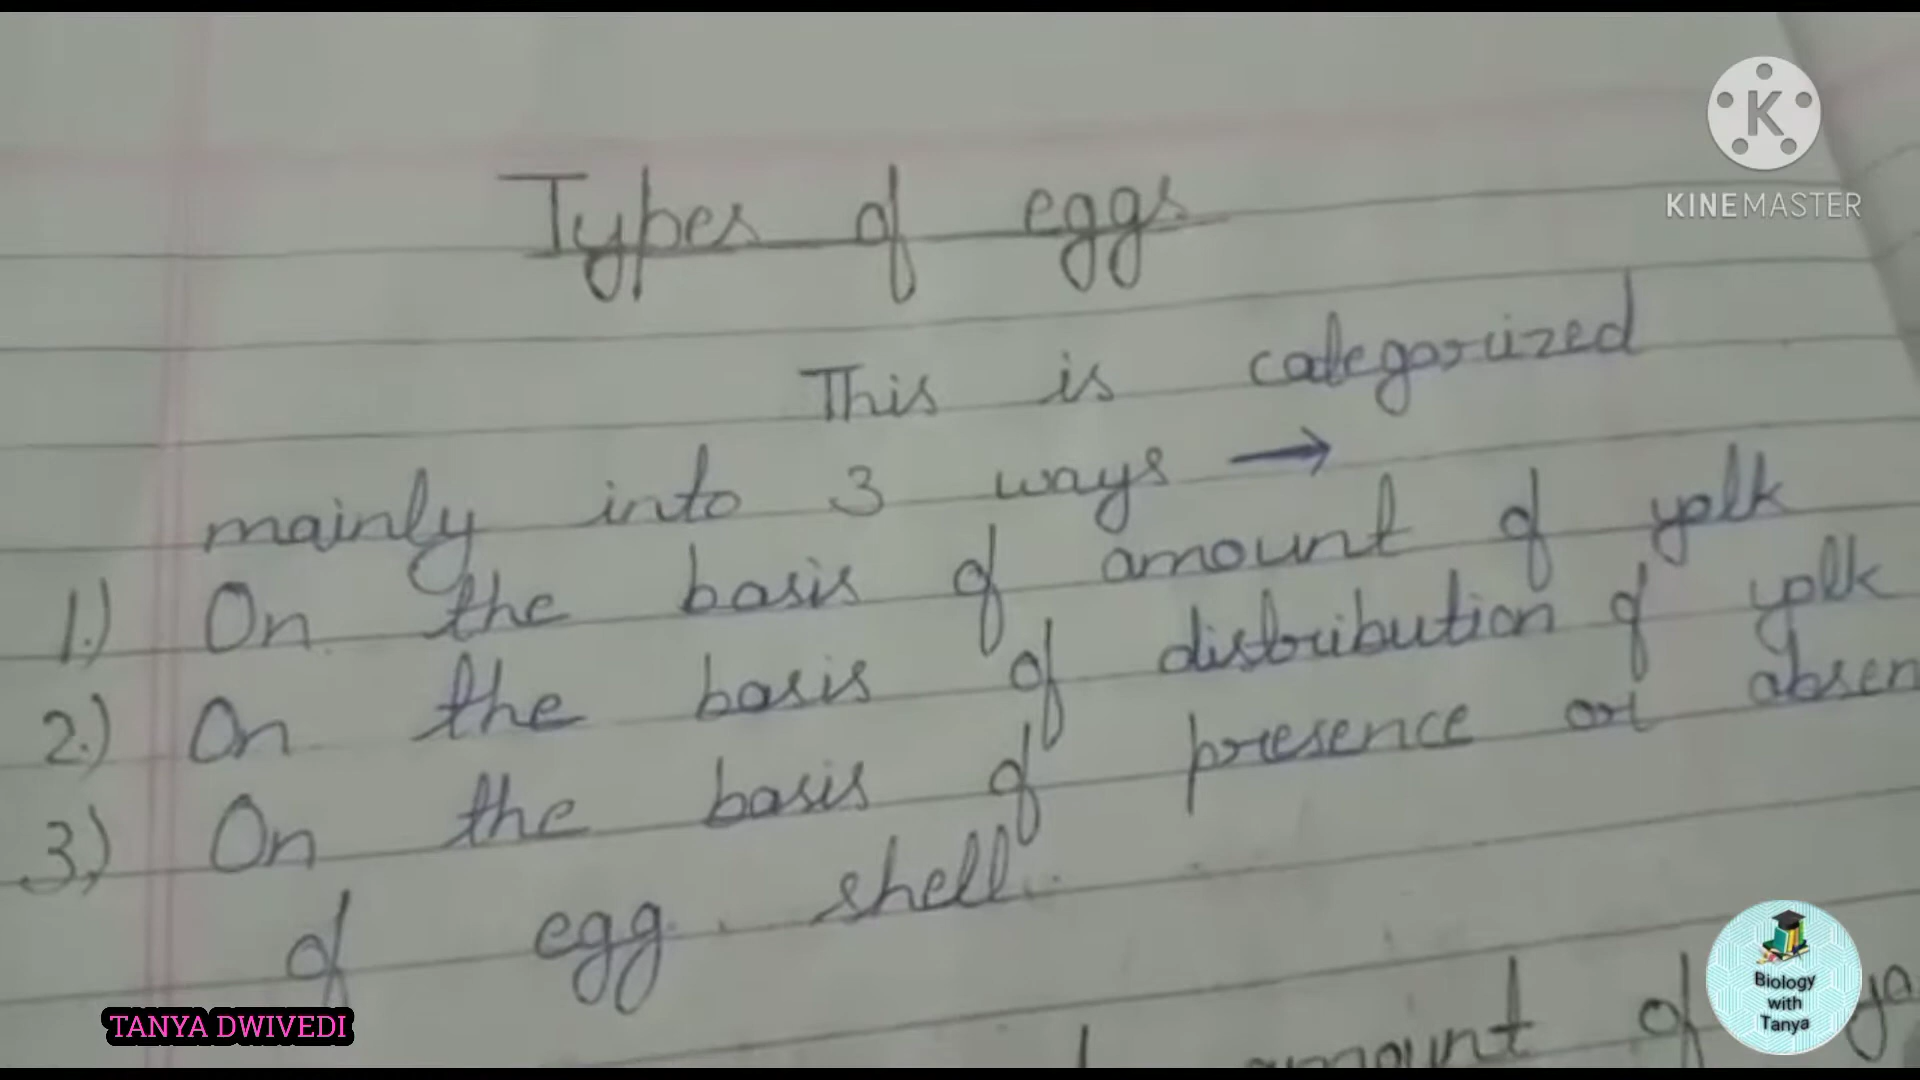 Types of eggs
This is categorized
mainly into 3 ways →
1.) On the basis of amount of yolk
2.) On the basis of distribution of yolk
3.) On the basis of presence or absen
of egg shell.
amount of
KINEMASTER
TANYA DWIVEDI
Biology
with
Tanya